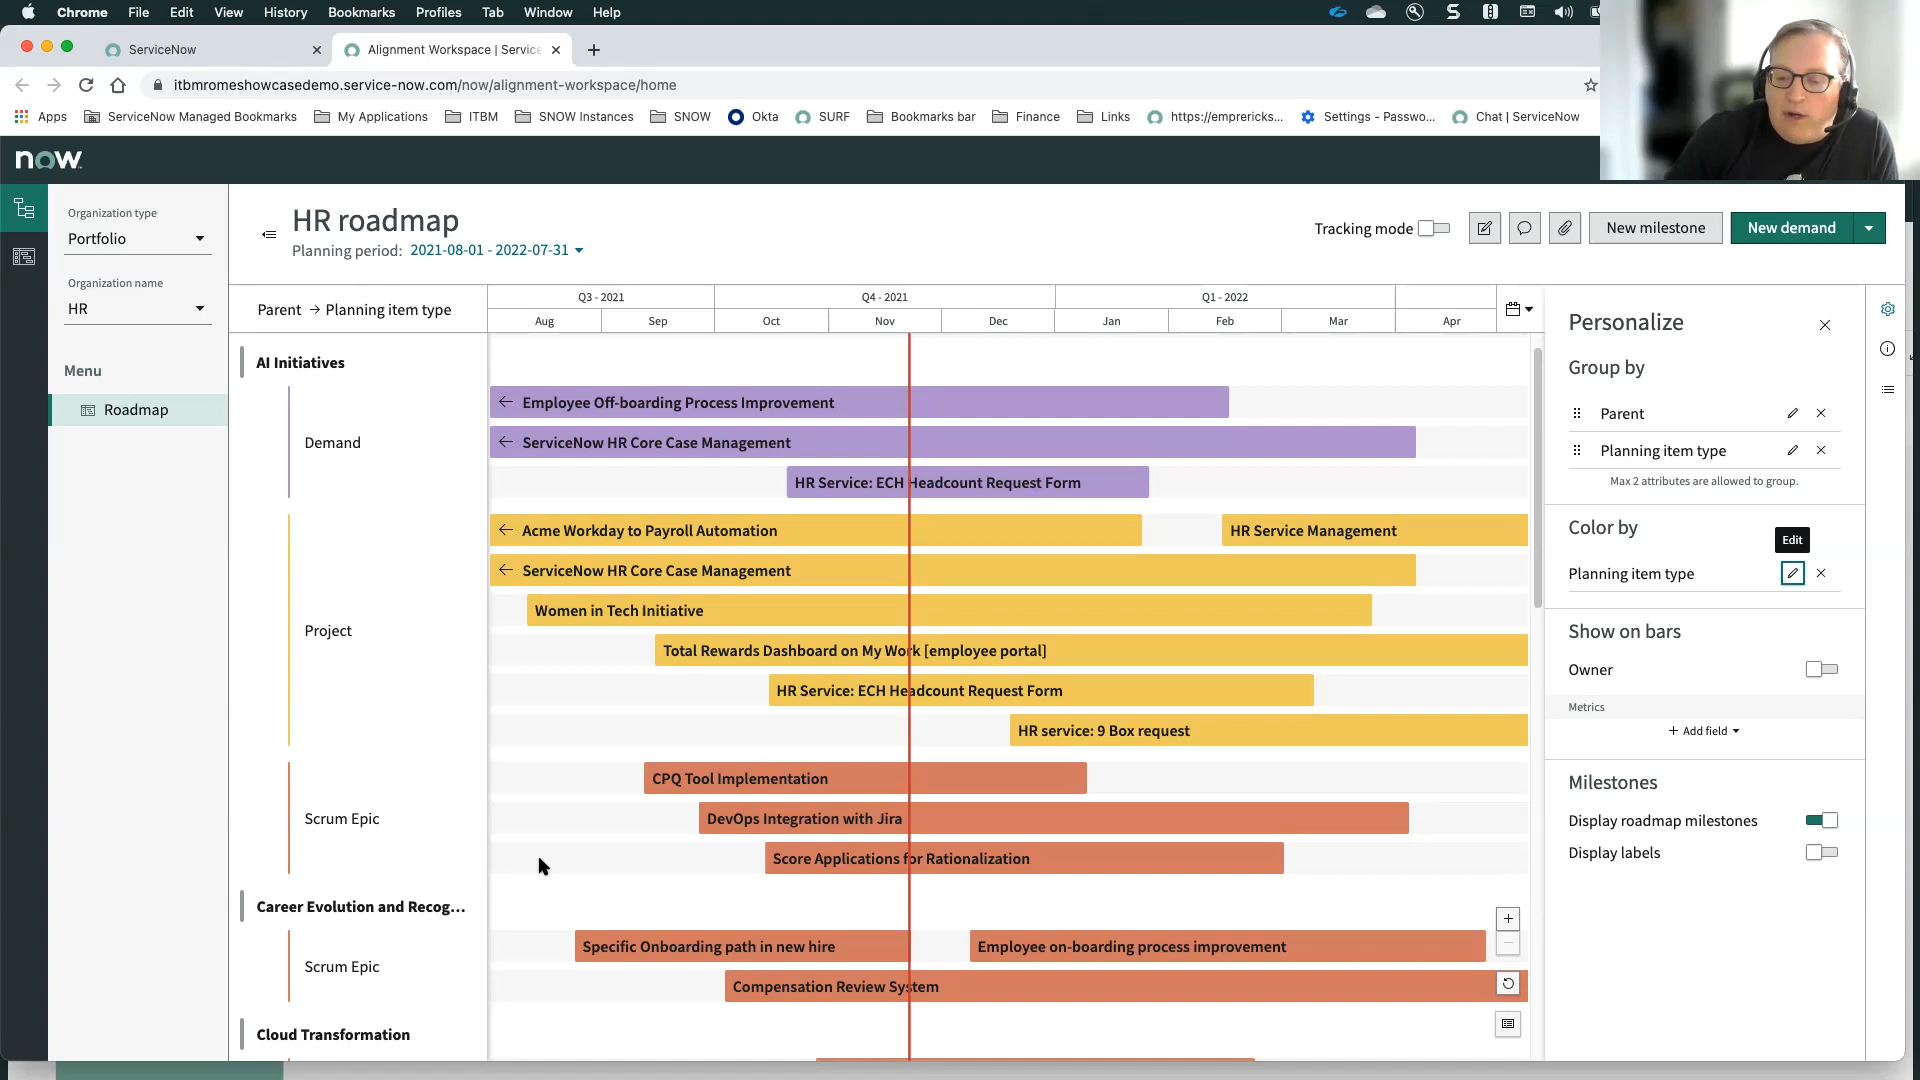 Chrome File Edit View History Bookmarks Profiles Tab Window Help
ServiceNow
Alignment Workspace | Service
itbmromeshowcasedemo.service-now.com/now/alignment-workspace/home
Apps ServiceNow Managed Bookmarks My Applications ITBM SNOW Instances SNOW Okta SURF Bookmarks bar Finance Links https://emprericks... Settings - Passwo... Chat | ServiceNow
now
Organization type
Portfolio
Organization name
HR
Menu
Roadmap
HR roadmap
Planning period: 2021-08-01 - 2022-07-31
Tracking mode
New milestone
New demand
Parent → Planning item type
Q3 - 2021 Q4 - 2021 Q1 - 2022
Aug Sep Oct Nov Dec Jan Feb Mar Apr
AI Initiatives
Demand
Employee Off-boarding Process Improvement
ServiceNow HR Core Case Management
HR Service: ECH Headcount Request Form
Project
Acme Workday to Payroll Automation
HR Service Management
ServiceNow HR Core Case Management
Women in Tech Initiative
Total Rewards Dashboard on My Work [employee portal]
HR Service: ECH Headcount Request Form
HR service: 9 Box request
Scrum Epic
CPQ Tool Implementation
DevOps Integration with Jira
Score Applications for Rationalization
Career Evolution and Recog...
Scrum Epic
Specific Onboarding path in new hire
Employee on-boarding process improvement
Compensation Review System
Cloud Transformation
Personalize
Group by
Parent
Planning item type
Max 2 attributes are allowed to group.
Color by
Edit
Planning item type
Show on bars
Owner
Metrics
+ Add field
Milestones
Display roadmap milestones
Display labels